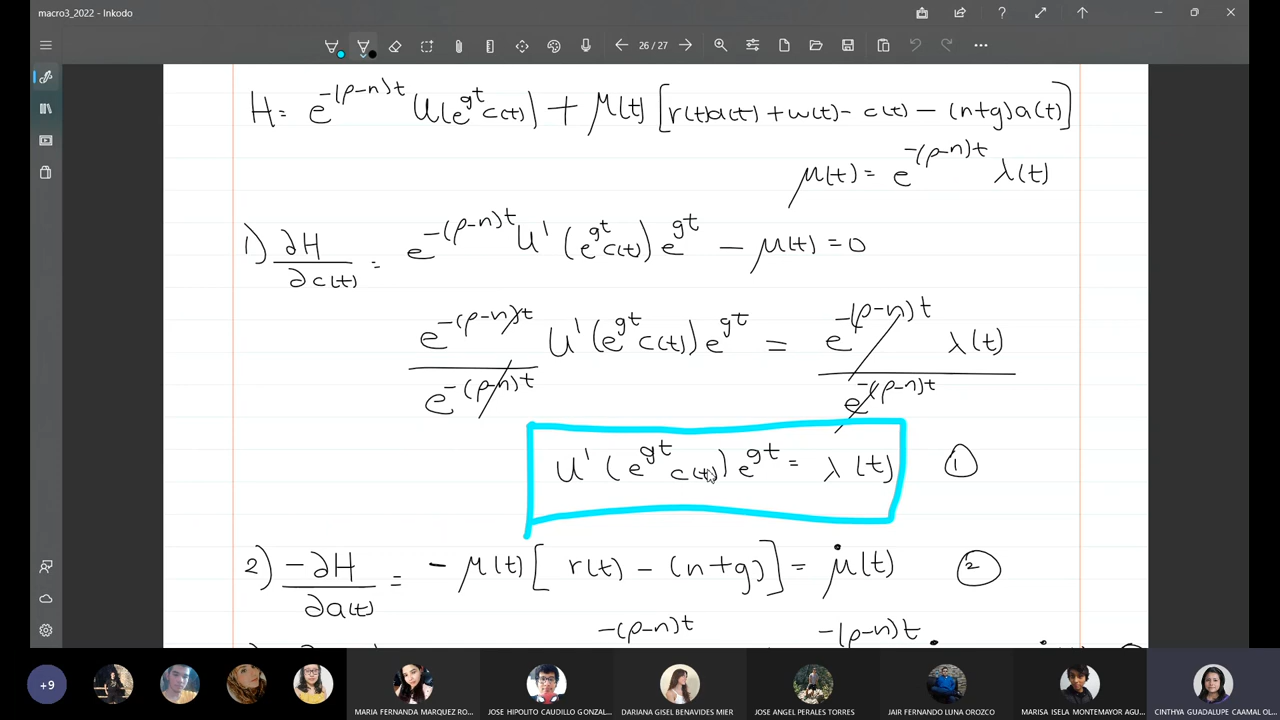 macro3_2022 - Inkodo
26 / 27
H = e^{-(ρ-n)t} U(e^{gt}c(t)) + μ(t) [r(t)a(t) + w(t) - c(t) - (n+g)a(t)]
μ(t) = e^{-(ρ-n)t} λ(t)
1) ∂H/∂c(t) = e^{-(ρ-n)t} U'(e^{gt}c(t)) e^{gt} - μ(t) = 0
e^{-(ρ-n)t}/e^{-(ρ-n)t} U'(e^{gt}c(t)) e^{gt} = e^{-(ρ-n)t}/e^{-(ρ-n)t} λ(t)
U'(e^{gt}c(t)) e^{gt} = λ(t) ①
2) -∂H/∂a(t) = -μ(t) [r(t) - (n+g)] = μ̇(t) ②
-(ρ-n)t -(ρ-n)t
+9
MARIA FERNANDA MARQUEZ RO...
JOSE HIPOLITO CAUDILLO GONZAL...
DARIANA GISEL BENAVIDES MIER
JOSE ANGEL PERALES TORRES
JAIR FERNANDO LUNA OROZCO
MARISA ISELA MONTEMAYOR AGU...
CINTHYA GUADALUPE CAAMAL OL...